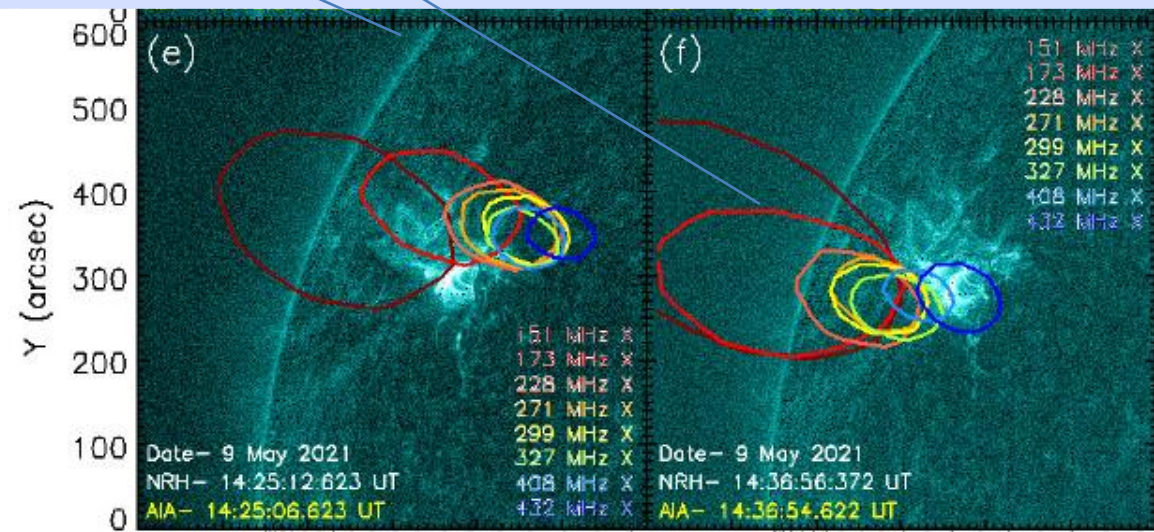 600
500
400
300
200
100
0
Y (arcsec)
(e)
151 MHz X
173 MHz X
228 MHz X
271 MHz X
299 MHz X
327 MHz X
408 MHz X
432 MHz X
Date- 9 May 2021
NRH- 14:25:12:623 UT
AIA- 14:25:06.623 UT
(f)
151 MHz X
173 MHz X
228 MHz X
271 MHz X
299 MHz X
327 MHz X
408 MHz X
432 MHz X
Date- 9 May 2021
NRH- 14:36:56:372 UT
AIA- 14:36:54.622 UT